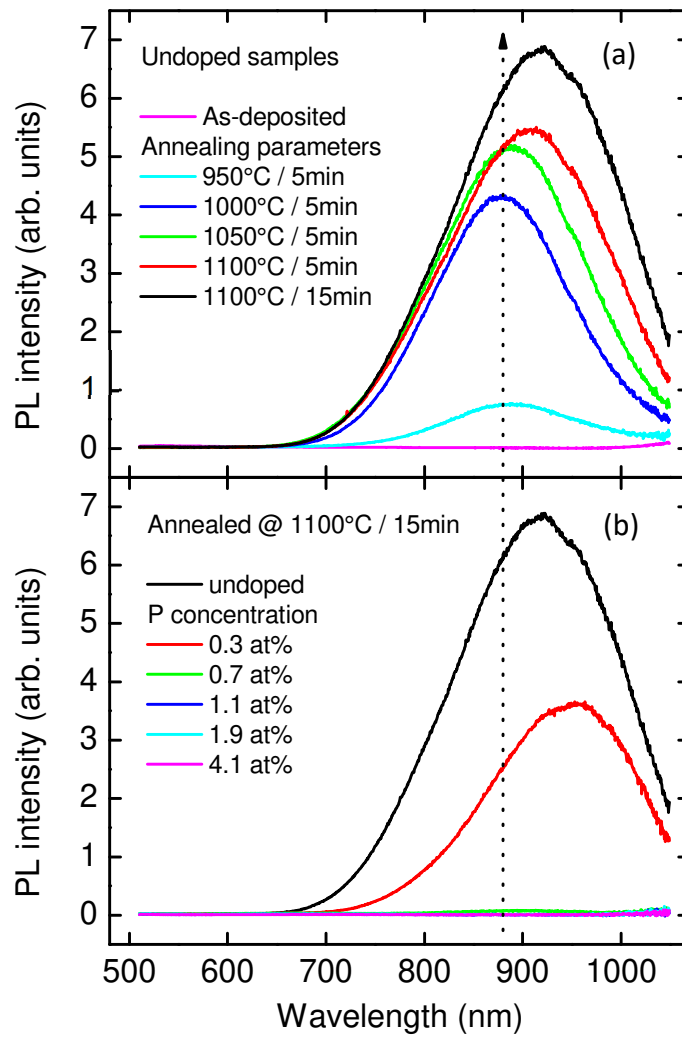 7
6
5
4
3
2
1
0
PL intensity (arb. units)
(a)
Undoped samples
As-deposited
Annealing parameters
950°C / 5min
1000°C / 5min
1050°C / 5min
1100°C / 5min
1100°C / 15min
7
6
5
4
3
2
1
0
PL intensity (arb. units)
(b)
Annealed @ 1100°C / 15min
undoped
P concentration
0.3 at%
0.7 at%
1.1 at%
1.9 at%
4.1 at%
500 600 700 800 900 1000
Wavelength (nm)